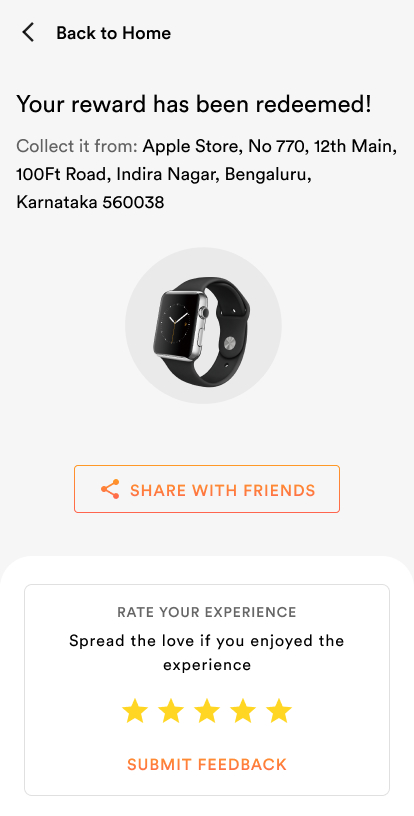 Back to Home
Your reward has been redeemed!
Collect it from: Apple Store, No 770, 12th Main,
100Ft Road, Indira Nagar, Bengaluru,
Karnataka 560038
SHARE WITH FRIENDS
RATE YOUR EXPERIENCE
Spread the love if you enjoyed the
experience
SUBMIT FEEDBACK